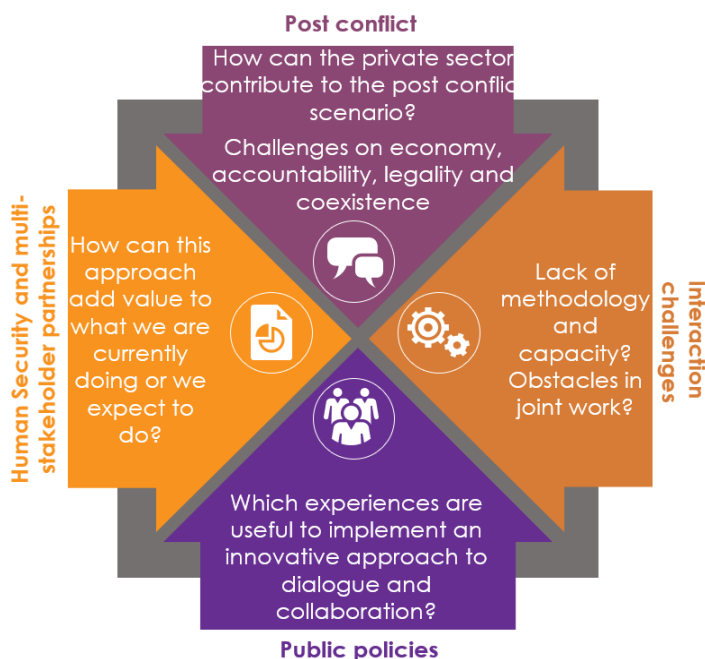 Post conflict
How can the private sector
contribute to the post conflic
scenario?
Challenges on economy,
accountability, legality and
coexistence
Human Security and multi-
stakeholder partnerships
How can this
approach
add value to
what we are
currently
doing or we
expect to
do?
Lack of
methodology
and
capacity?
Obstacles in
joint work?
Interaction
challenges
Which experiences are
useful to implement an
innovative approach to
dialogue and
collaboration?
Public policies